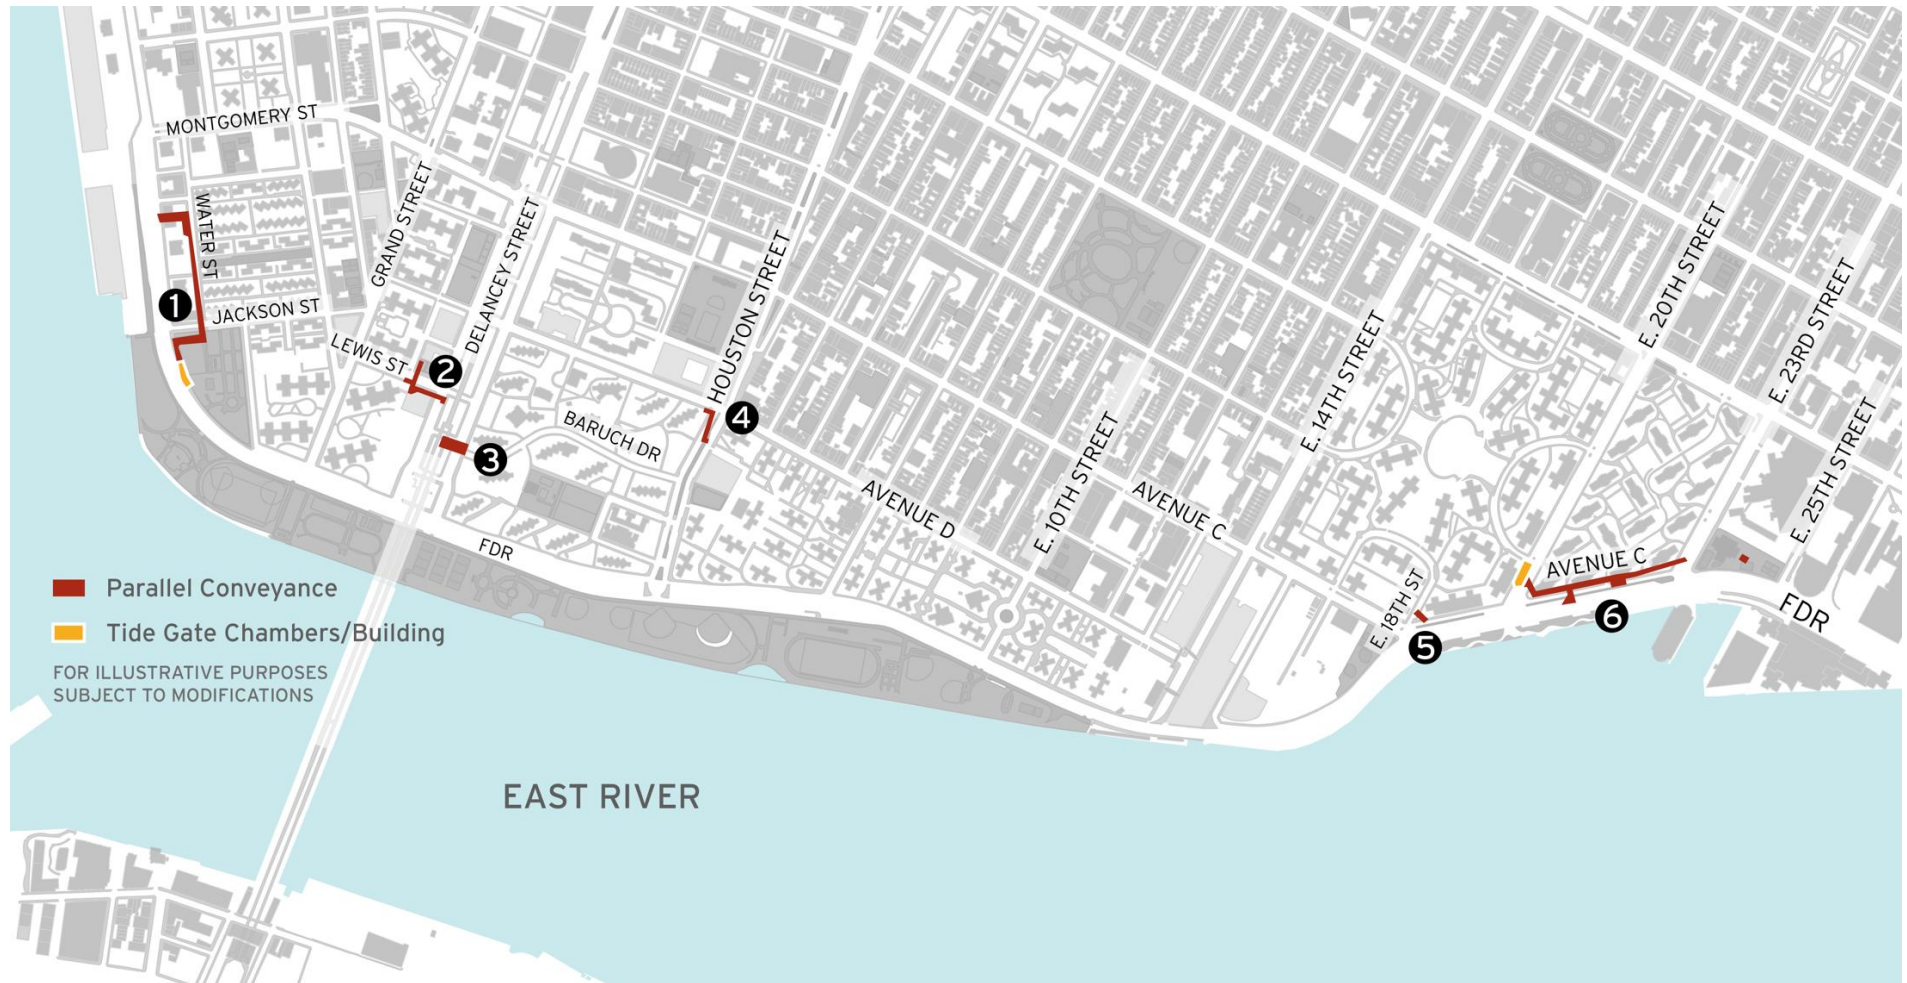 MONTGOMERY ST
WATER ST
1
JACKSON ST
GRAND STREET
LEWIS ST
2
DELANCEY STREET
3
BARUCH DR
HOUSTON STREET
4
AVENUE D
E. 10TH STREET
AVENUE C
E. 14TH STREET
E. 18TH ST
5
E. 20TH STREET
AVENUE C
6
E. 23RD STREET
E. 25TH STREET
FDR
FDR
Parallel Conveyance
Tide Gate Chambers/Building
FOR ILLUSTRATIVE PURPOSES
SUBJECT TO MODIFICATIONS
EAST RIVER